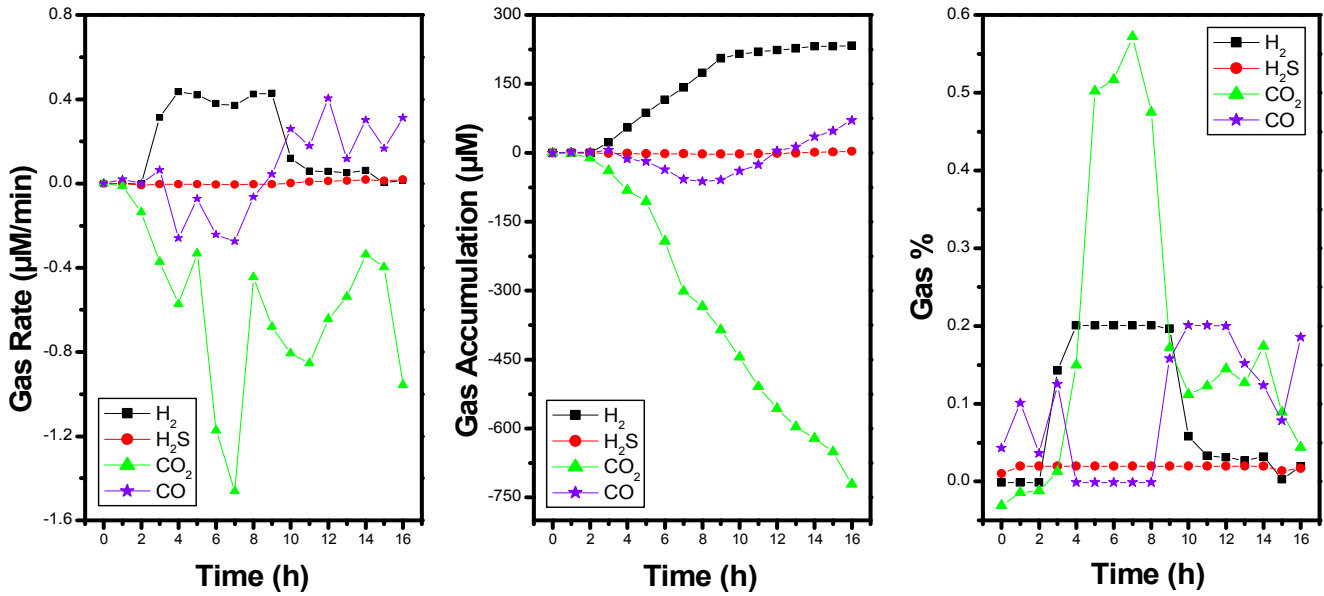 0.8
0.4
0.0
-0.4
-0.8
-1.2
-1.6
Gas Rate (µM/min)
H₂
H₂S
CO₂
CO
0 2 4 6 8 10 12 14 16
Time (h)
300
150
0
-150
-300
-450
-600
-750
Gas Accumulation (µM)
H₂
H₂S
CO₂
CO
0 2 4 6 8 10 12 14 16
Time (h)
0.6
0.5
0.4
0.3
0.2
0.1
0.0
Gas %
H₂
H₂S
CO₂
CO
0 2 4 6 8 10 12 14 16
Time (h)